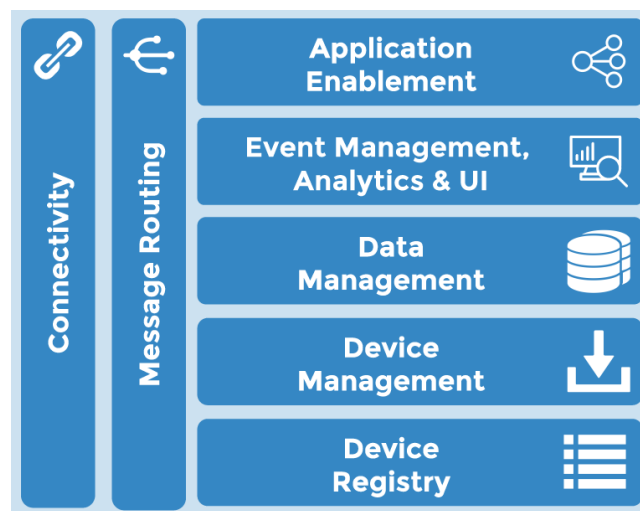 Connectivity
Message Routing
Application
Enablement
Event Management,
Analytics & UI
Data
Management
Device
Management
Device
Registry